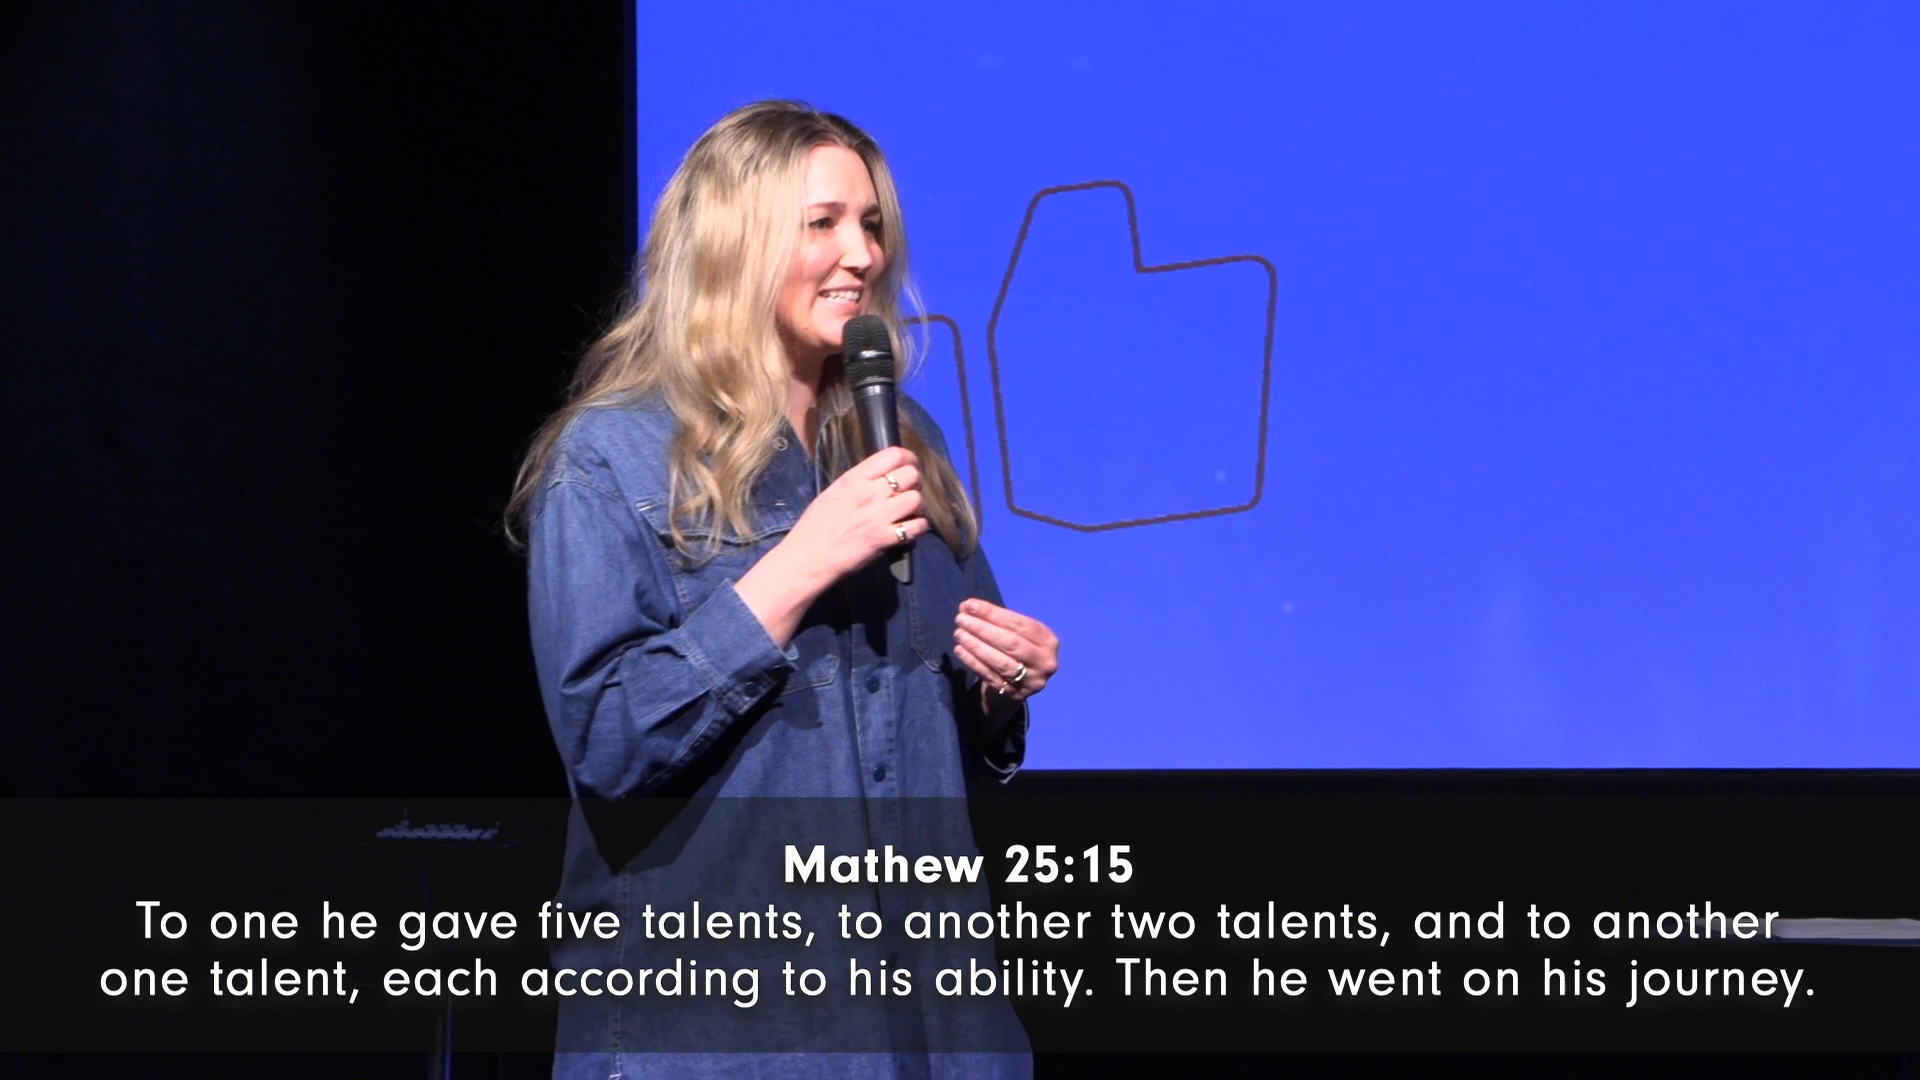 Mathew 25:15
To one he gave five talents, to another two talents, and to another
one talent, each according to his ability. Then he went on his journey.